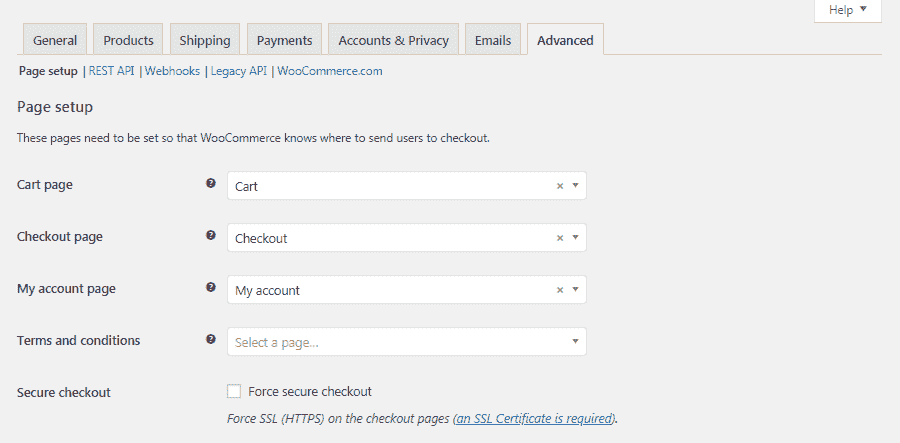 Help
General Products Shipping Payments Accounts & Privacy Emails Advanced
Page setup | REST API | Webhooks | Legacy API | WooCommerce.com
Page setup
These pages need to be set so that WooCommerce knows where to send users to checkout.
Cart page ? Cart ×
Checkout page ? Checkout ×
My account page ? My account ×
Terms and conditions ? Select a page...
Secure checkout Force secure checkout
Force SSL (HTTPS) on the checkout pages (an SSL Certificate is required).